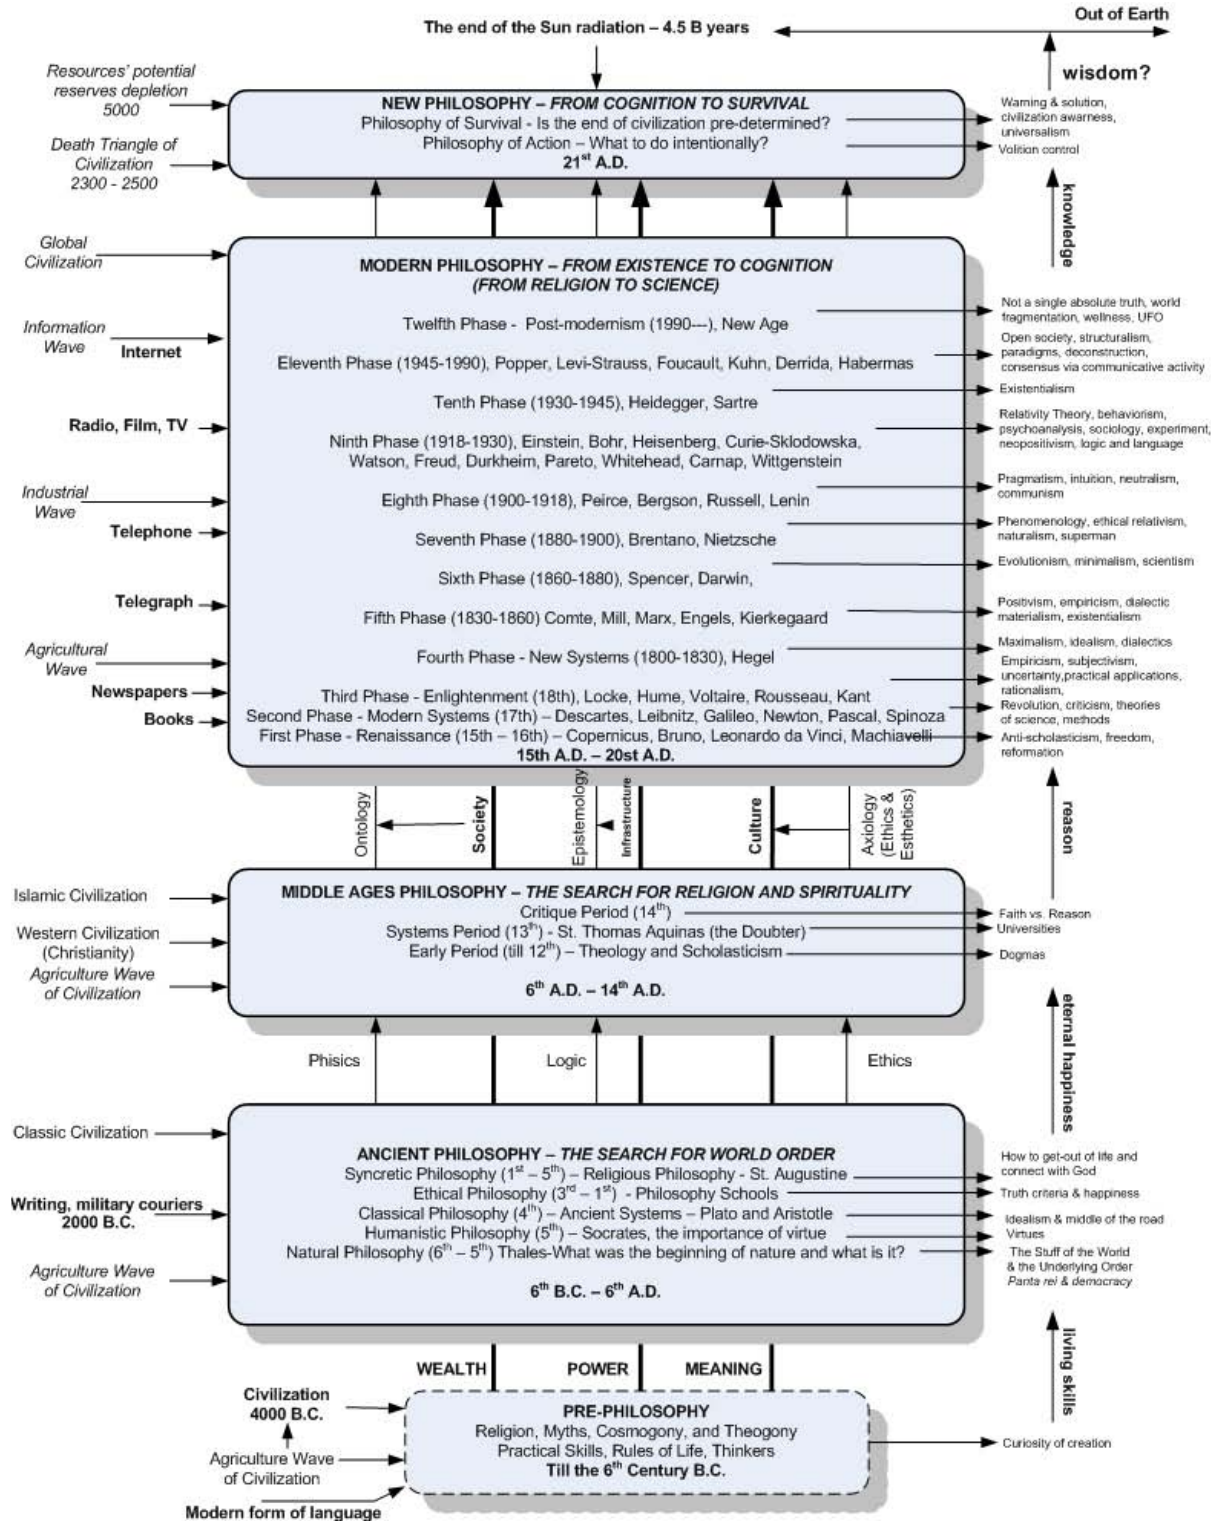 The end of the Sun radiation – 4.5 B years
Out of Earth
wisdom?
Resources' potential
reserves depletion
5000
Death Triangle of
Civilization
2300 - 2500
NEW PHILOSOPHY – FROM COGNITION TO SURVIVAL
Philosophy of Survival - Is the end of civilization pre-determined?
Philosophy of Action – What to do intentionally?
21st A.D.
Warning & solution,
civilization awarness,
universalism
Volition control
knowledge
Global
Civilization
Information
Wave
Internet
Radio, Film, TV
Industrial
Wave
Telephone
Telegraph
Agricultural
Wave
Newspapers
Books
MODERN PHILOSOPHY – FROM EXISTENCE TO COGNITION
(FROM RELIGION TO SCIENCE)
Twelfth Phase - Post-modernism (1990---), New Age
Eleventh Phase (1945-1990), Popper, Levi-Strauss, Foucault, Kuhn, Derrida, Habermas
Tenth Phase (1930-1945), Heidegger, Sartre
Ninth Phase (1918-1930), Einstein, Bohr, Heisenberg, Curie-Sklodowska,
Watson, Freud, Durkheim, Pareto, Whitehead, Carnap, Wittgenstein
Eighth Phase (1900-1918), Peirce, Bergson, Russell, Lenin
Seventh Phase (1880-1900), Brentano, Nietzsche
Sixth Phase (1860-1880), Spencer, Darwin,
Fifth Phase (1830-1860) Comte, Mill, Marx, Engels, Kierkegaard
Fourth Phase - New Systems (1800-1830), Hegel
Third Phase - Enlightenment (18th), Locke, Hume, Voltaire, Rousseau, Kant
Second Phase - Modern Systems (17th) – Descartes, Leibnitz, Galileo, Newton, Pascal, Spinoza
First Phase - Renaissance (15th – 16th) – Copernicus, Bruno, Leonardo da Vinci, Machiavelli
15th A.D. – 20st A.D.
Not a single absolute truth, world
fragmentation, wellness, UFO
Open society, structuralism,
paradigms, deconstruction,
consensus via communicative activity
Existentialism
Relativity Theory, behaviorism,
psychoanalysis, sociology, experiment,
neopositivism, logic and language
Pragmatism, intuition, neutralism,
communism
Phenomenology, ethical relativism,
naturalism, superman
Evolutionism, minimalism, scientism
Positivism, empiricism, dialectic
materialism, existentialism
Maximalism, idealism, dialectics
Empiricism, subjectivism,
uncertainty,practical applications,
rationalism,
Revolution, criticism, theories
of science, methods
Anti-scholasticism, freedom,
reformation
Ontology
Society
Epistemology
Infrastructure
Culture
Axiology
(Ethics &
Esthetics)
reason
Islamic Civilization
Western Civilization
(Christianity)
Agriculture Wave
of Civilization
MIDDLE AGES PHILOSOPHY – THE SEARCH FOR RELIGION AND SPIRITUALITY
Critique Period (14th)
Systems Period (13th) - St. Thomas Aquinas (the Doubter)
Early Period (till 12th) – Theology and Scholasticism
6th A.D. – 14th A.D.
Faith vs. Reason
Universities
Dogmas
Phisics
Logic
Ethics
eternal happiness
Classic Civilization
Writing, military couriers
2000 B.C.
Agriculture Wave
of Civilization
ANCIENT PHILOSOPHY – THE SEARCH FOR WORLD ORDER
Syncretic Philosophy (1st – 5th) – Religious Philosophy - St. Augustine
Ethical Philosophy (3rd – 1st) - Philosophy Schools
Classical Philosophy (4th) – Ancient Systems – Plato and Aristotle
Humanistic Philosophy (5th) – Socrates, the importance of virtue
Natural Philosophy (6th – 5th) Thales-What was the beginning of nature and what is it?
6th B.C. – 6th A.D.
How to get-out of life and
connect with God
Truth criteria & happiness
Idealism & middle of the road
Virtues
The Stuff of the World
& the Underlying Order
Panta rei & democracy
living skills
WEALTH
POWER
MEANING
Civilization
4000 B.C.
Agriculture Wave
of Civilization
Modern form of language
PRE-PHILOSOPHY
Religion, Myths, Cosmogony, and Theogony
Practical Skills, Rules of Life, Thinkers
Till the 6th Century B.C.
Curiosity of creation